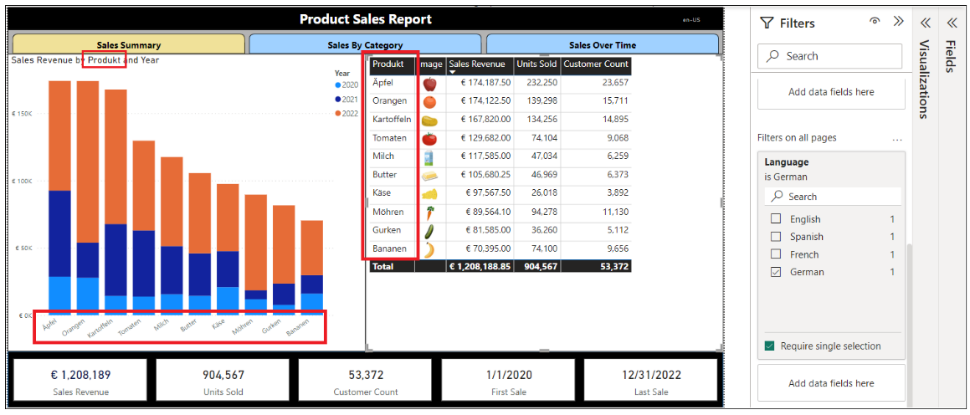 Product Sales Report
en-US
Sales Summary
Sales By Category
Sales Over Time
Sales Revenue by Produkt and Year
Year
2020
2021
2022
€ 150K
€ 100K
€ 50K
€ 0K
Äpfel
Orangen
Kartoffeln
Tomaten
Milch
Butter
Käse
Möhren
Gurken
Bananen
Produkt Image Sales Revenue Units Sold Customer Count
Äpfel € 174,187.50 232,250 23,657
Orangen € 174,122.50 139,298 15,711
Kartoffeln € 167,820.00 134,256 14,895
Tomaten € 129,682.00 74,104 9,068
Milch € 117,585.00 47,034 6,259
Butter € 105,680.25 46,969 6,373
Käse € 97,567.50 26,018 3,892
Möhren € 89,564.10 94,278 11,130
Gurken € 81,585.00 36,260 5,112
Bananen € 70,395.00 74,100 9,656
Total € 1,208,188.85 904,567 53,372
€ 1,208,189
Sales Revenue
904,567
Units Sold
53,372
Customer Count
1/1/2020
First Sale
12/31/2022
Last Sale
Filters
Search
Add data fields here
Filters on all pages
...
Language
is German
Search
English 1
Spanish 1
French 1
German 1
Require single selection
Add data fields here
Visualizations
Fields